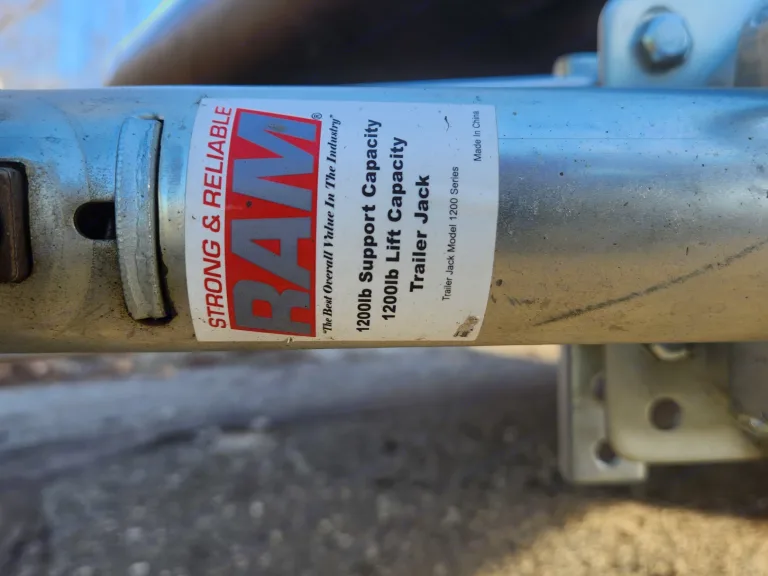 STRONG & RELIABLE
RAM®
"The Best Overall Value In The Industry"
1200lb Support Capacity
1200lb Lift Capacity
Trailer Jack
Trailer Jack Model 1200 Series
Made In China